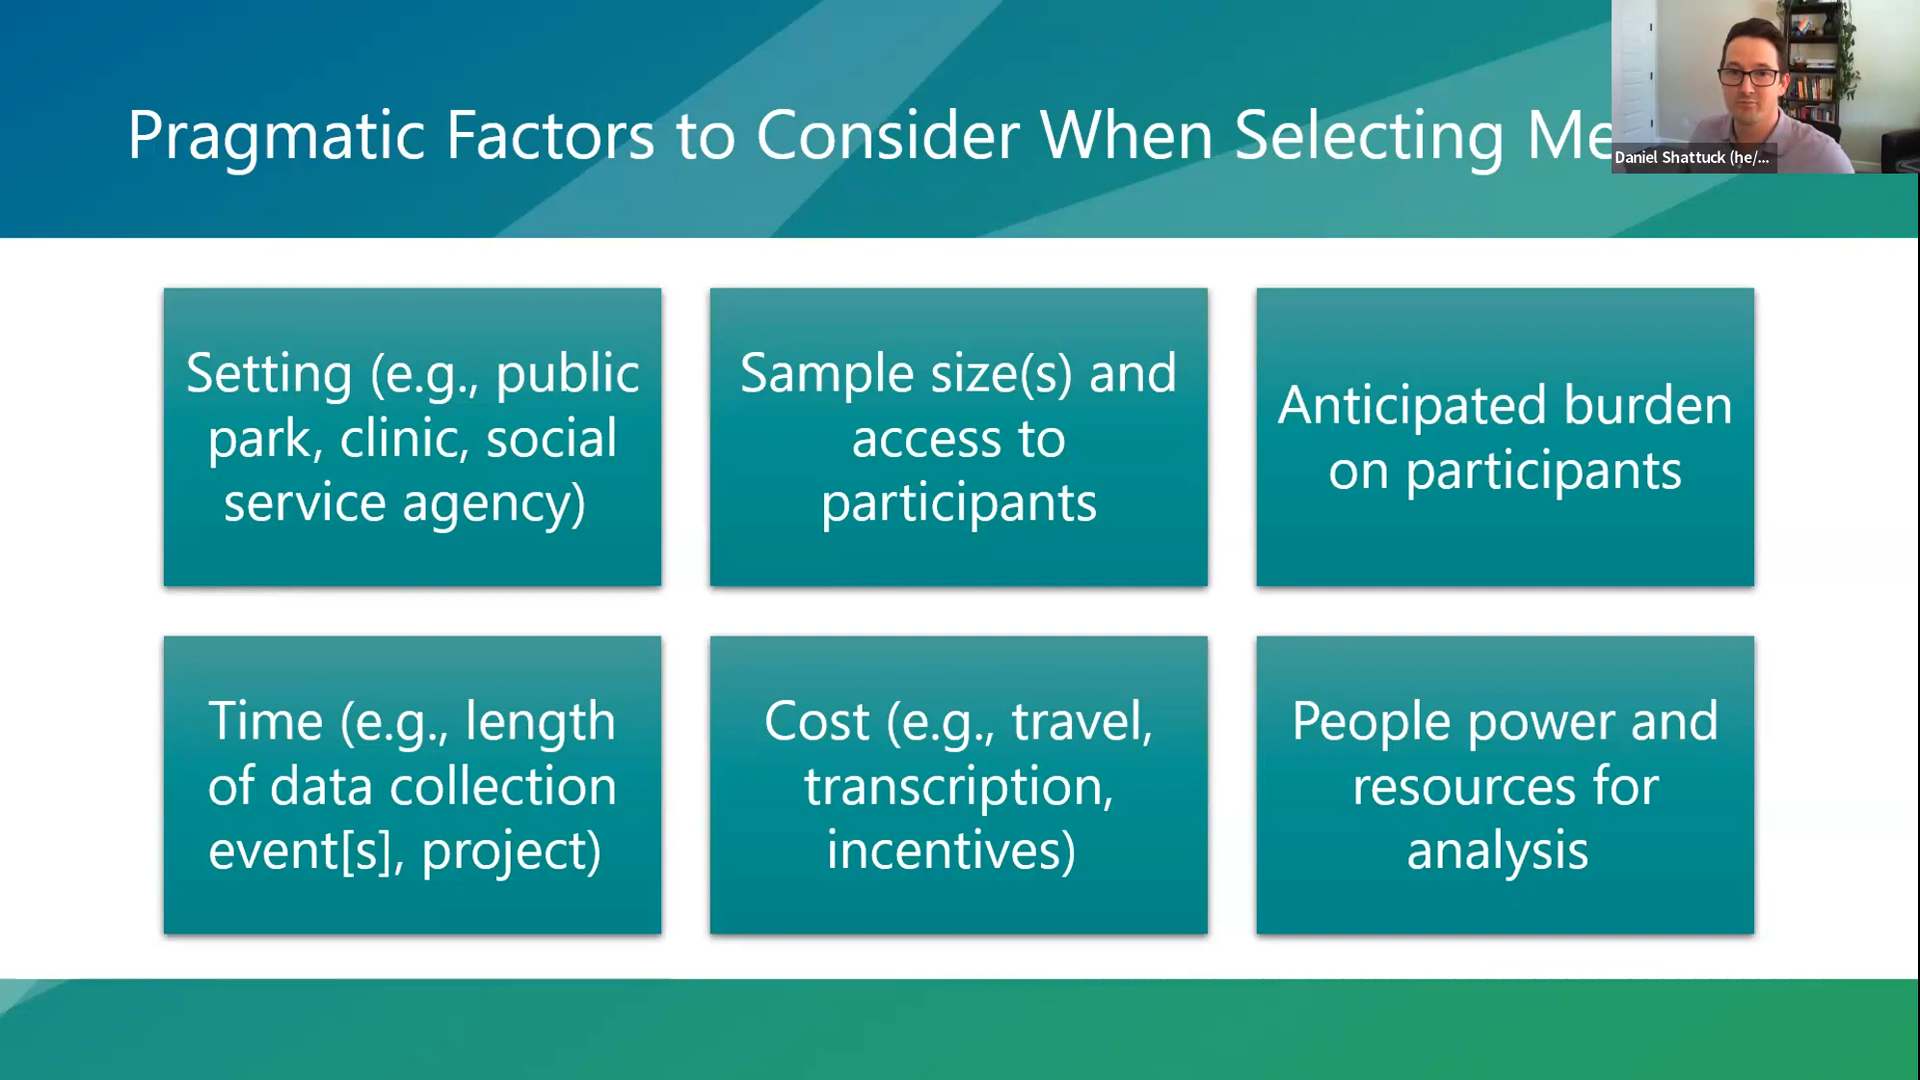 Pragmatic Factors to Consider When Selecting Me
Daniel Shattuck (he/...
Setting (e.g., public
park, clinic, social
service agency)
Sample size(s) and
access to
participants
Anticipated burden
on participants
Time (e.g., length
of data collection
event[s], project)
Cost (e.g., travel,
transcription,
incentives)
People power and
resources for
analysis